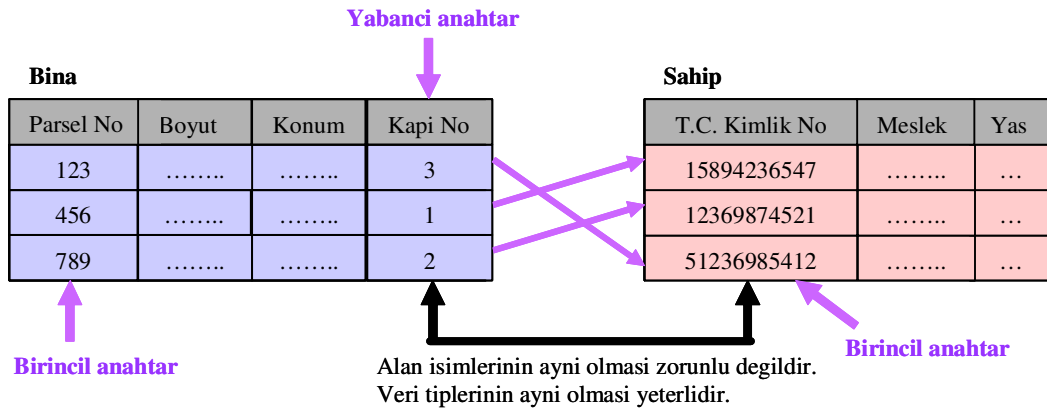 Yabanci anahtar
Bina
Sahip
Parsel No Boyut Konum Kapi No
T.C. Kimlik No Meslek Yas
123 …….. …….. 3
15894236547 …….. …
456 …….. …….. 1
12369874521 …….. …
789 …….. …….. 2
51236985412 …….. …
Birincil anahtar
Birincil anahtar
Alan isimlerinin ayni olmasi zorunlu degildir.
Veri tiplerinin ayni olmasi yeterlidir.